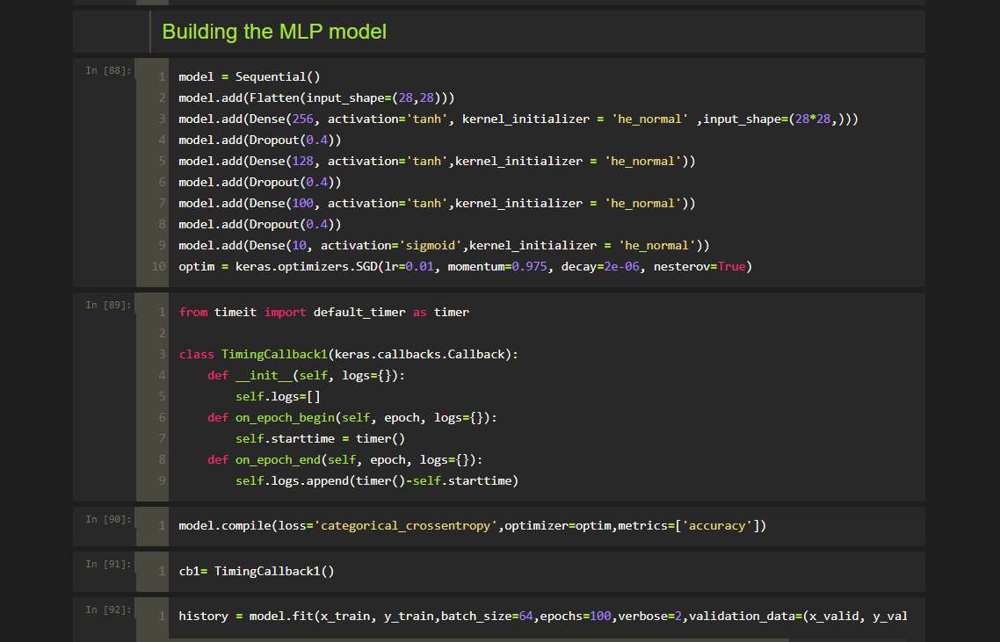 Building the MLP model
In [88]:
1 model = Sequential()
2 model.add(Flatten(input_shape=(28,28)))
3 model.add(Dense(256, activation='tanh', kernel_initializer = 'he_normal' ,input_shape=(28*28,)))
4 model.add(Dropout(0.4))
5 model.add(Dense(128, activation='tanh',kernel_initializer = 'he_normal'))
6 model.add(Dropout(0.4))
7 model.add(Dense(100, activation='tanh',kernel_initializer = 'he_normal'))
8 model.add(Dropout(0.4))
9 model.add(Dense(10, activation='sigmoid',kernel_initializer = 'he_normal'))
10 optim = keras.optimizers.SGD(lr=0.01, momentum=0.975, decay=2e-06, nesterov=True)
In [89]:
1 from timeit import default_timer as timer
2
3 class TimingCallback1(keras.callbacks.Callback):
4     def __init__(self, logs={}):
5         self.logs=[]
6     def on_epoch_begin(self, epoch, logs={}):
7         self.starttime = timer()
8     def on_epoch_end(self, epoch, logs={}):
9         self.logs.append(timer()-self.starttime)
In [90]:
1 model.compile(loss='categorical_crossentropy',optimizer=optim,metrics=['accuracy'])
In [91]:
1 cb1= TimingCallback1()
In [92]:
1 history = model.fit(x_train, y_train,batch_size=64,epochs=100,verbose=2,validation_data=(x_valid, y_val